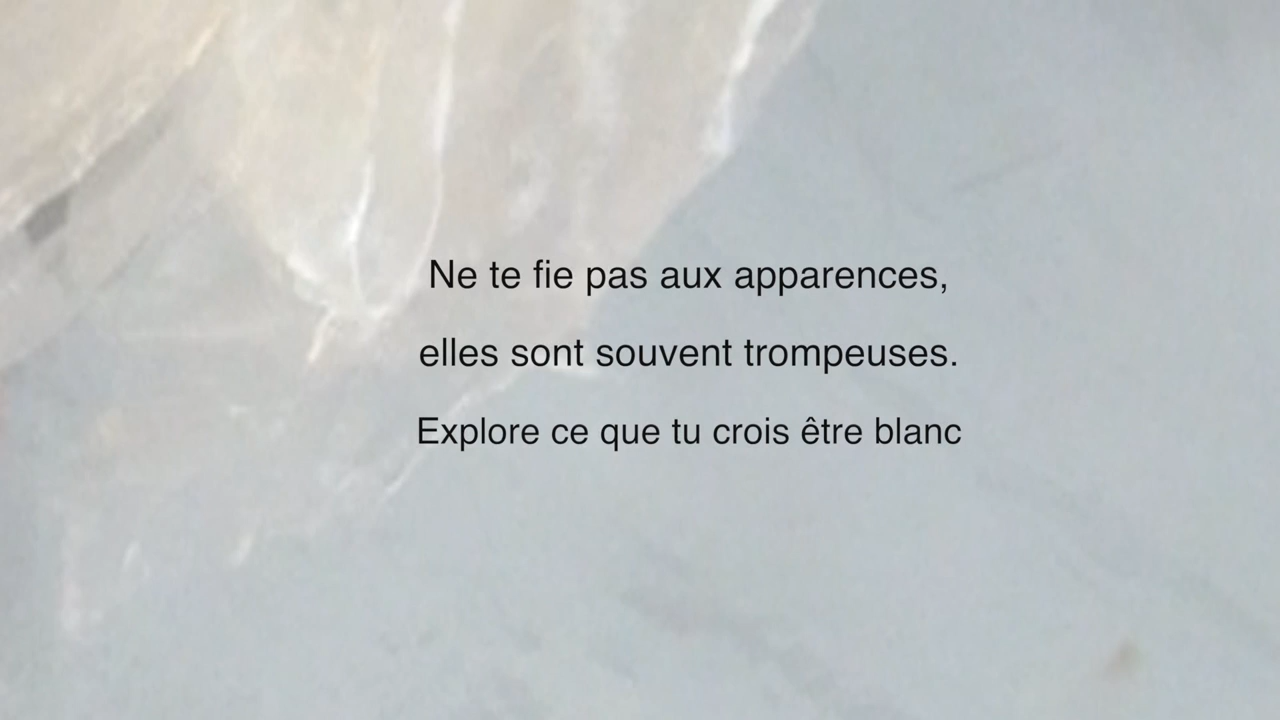 Ne te fie pas aux apparences,
elles sont souvent trompeuses.
Explore ce que tu crois être blanc